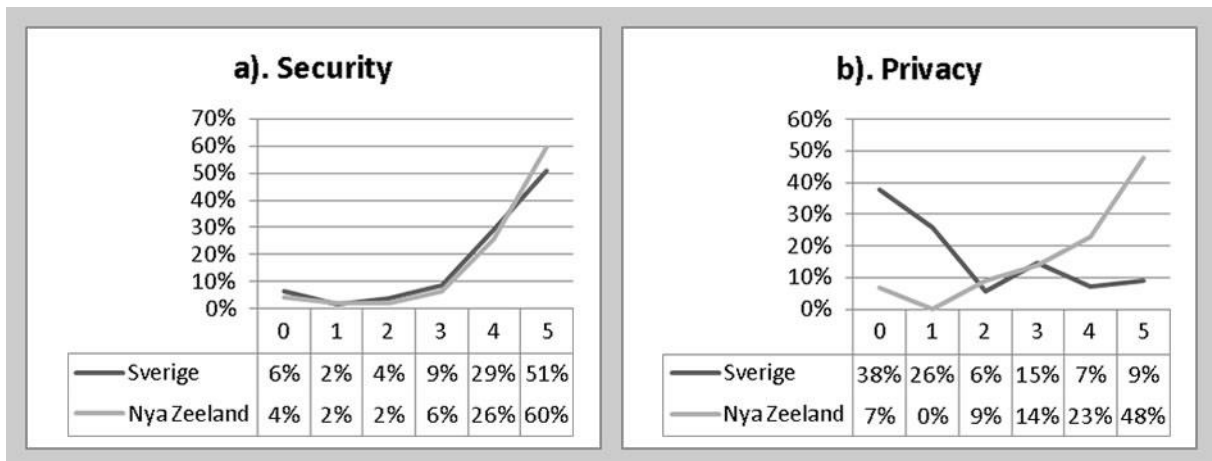 a). Security
70%
60%
50%
40%
30%
20%
10%
0%
0 1 2 3 4 5
Sverige 6% 2% 4% 9% 29% 51%
Nya Zeeland 4% 2% 2% 6% 26% 60%
b). Privacy
60%
50%
40%
30%
20%
10%
0%
0 1 2 3 4 5
Sverige 38% 26% 6% 15% 7% 9%
Nya Zeeland 7% 0% 9% 14% 23% 48%